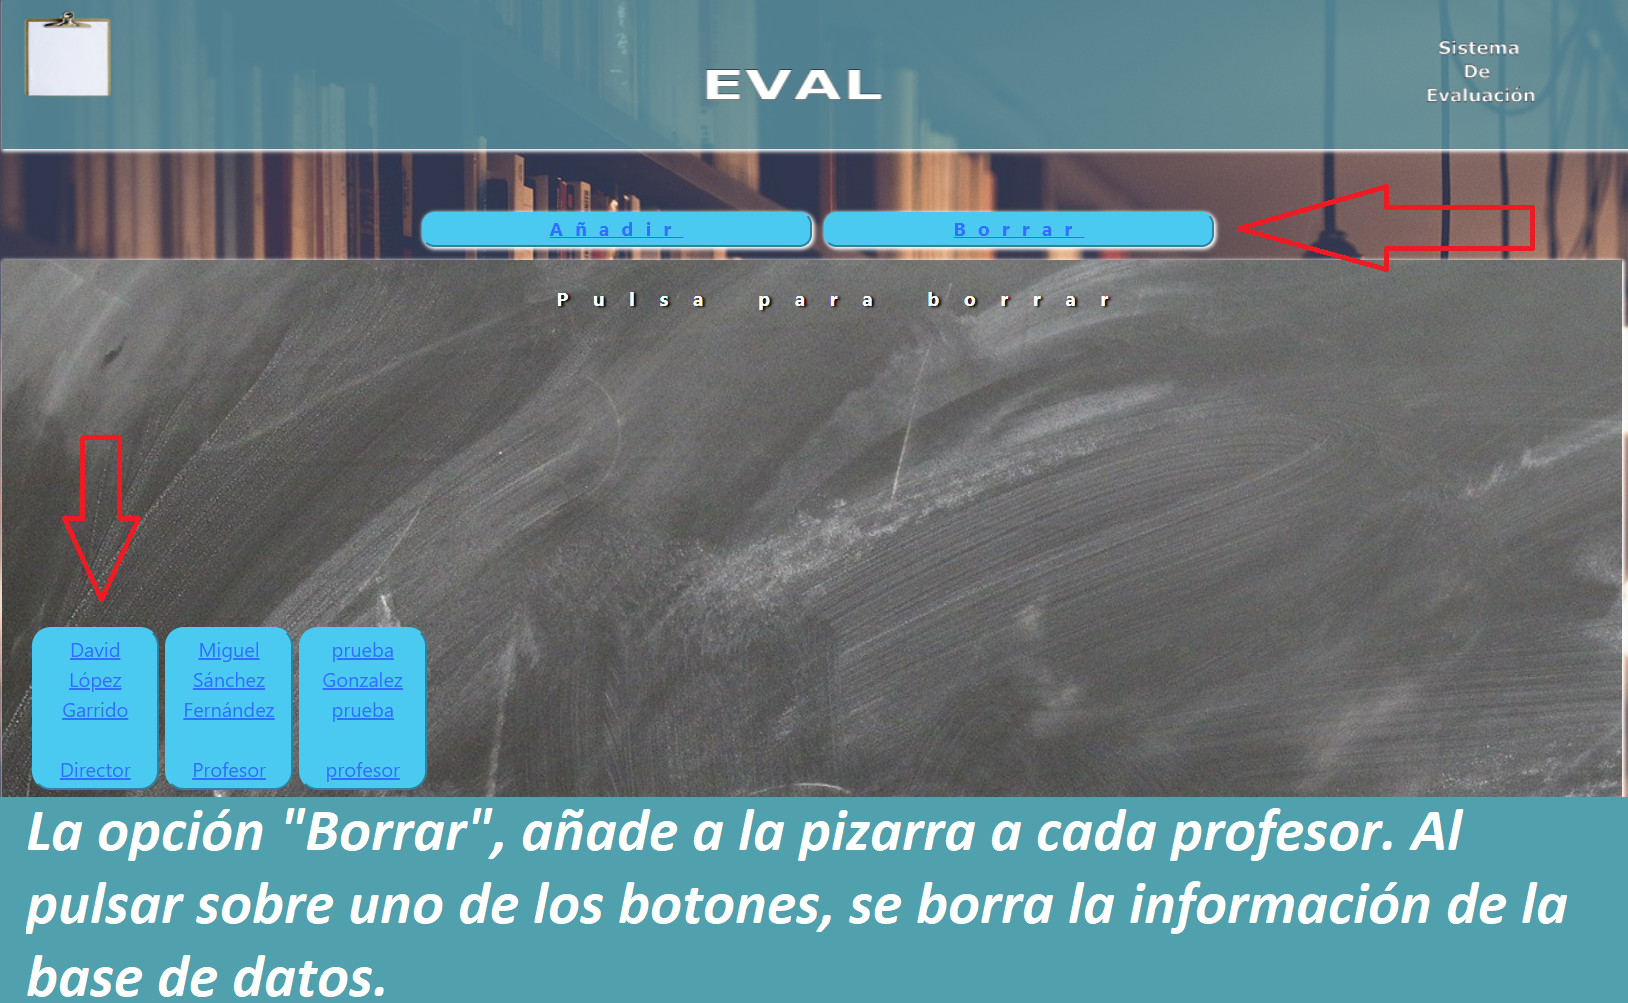 EVAL
Sistema
De
Evaluación
Añadir
Borrar
Pulsa para borrar
David
López
Garrido
Director
Miguel
Sánchez
Fernández
Profesor
prueba
Gonzalez
prueba
profesor
La opción "Borrar", añade a la pizarra a cada profesor. Al
pulsar sobre uno de los botones, se borra la información de la
base de datos.